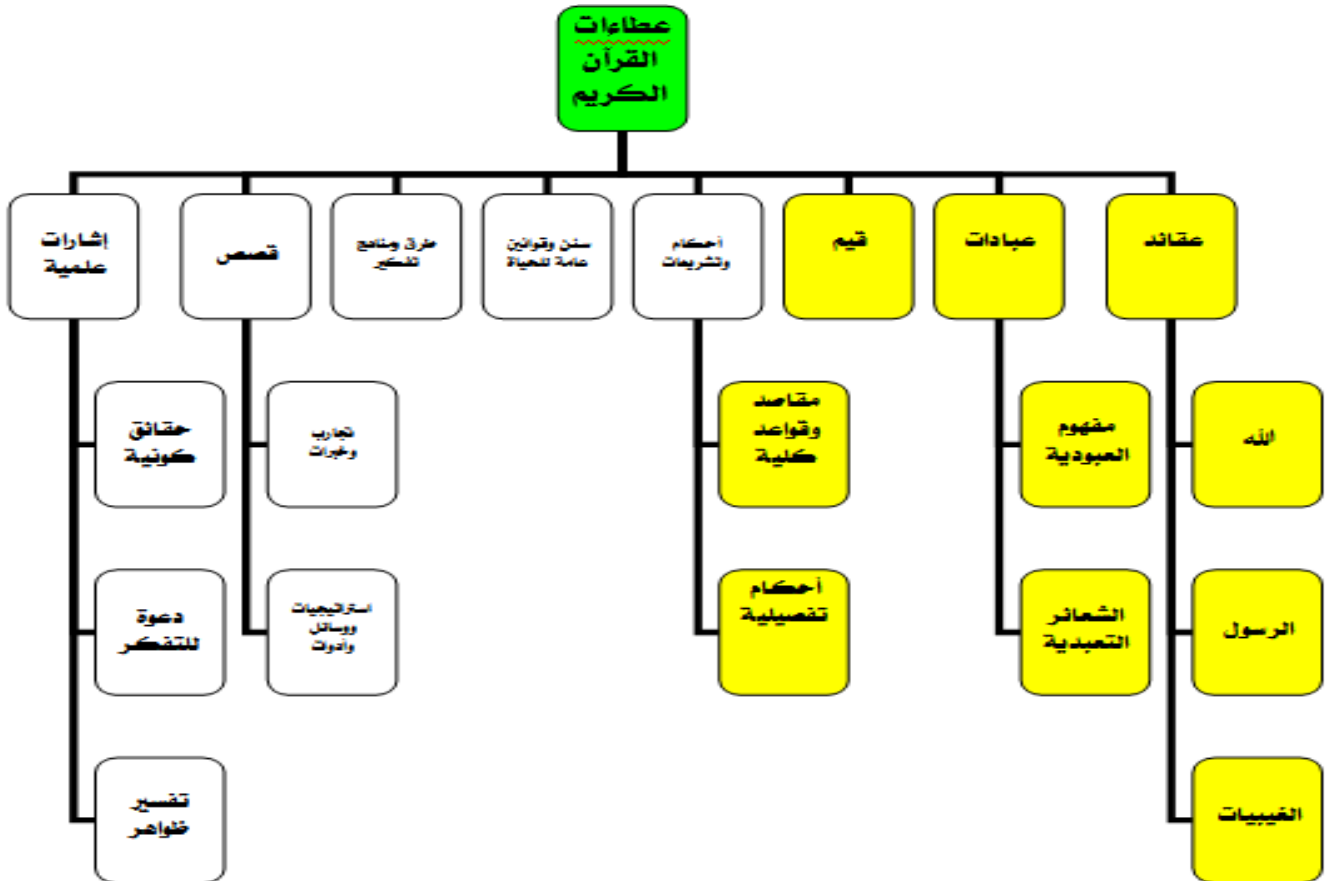 عطاءات
القرآن
الكريم
عقائد
عبادات
قيم
أحكام
وتشريعات
سنن وقوانين
عامة للحياة
طرق ومناهج
تفكير
قصص
إشارات
علمية
الله
مفهوم
العبودية
مقاصد
وقواعد
كلية
تجارب
وخبرات
حقائق
كونية
الرسول
الشعائر
التعبدية
أحكام
تفصيلية
استراتيجيات
ووسائل
وأدوات
دعوة
للتفكر
الغيبيات
تفسير
ظواهر